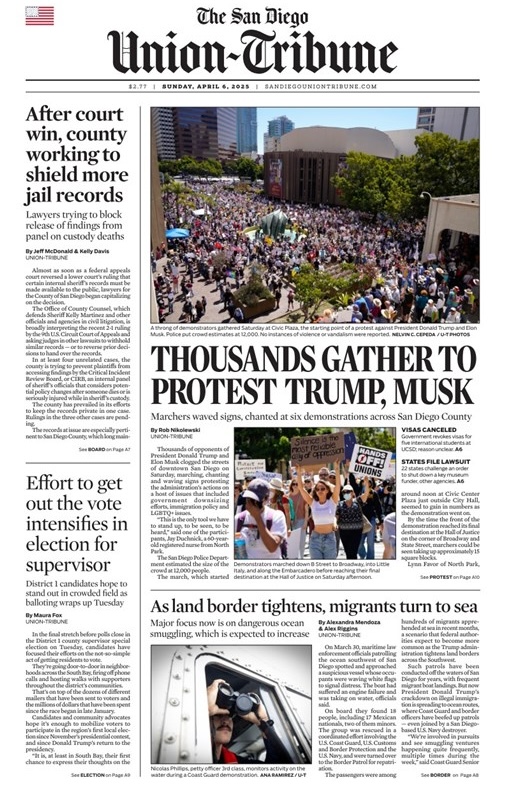 The San Diego
Union-Tribune
$2.77 | SUNDAY, APRIL 6, 2025 | SANDIEGOUNIONTRIBUNE.COM
After court
win, county
working to
shield more
jail records
Lawyers trying to block
release of findings from
panel on custody deaths
By Jeff McDonald & Kelly Davis
UNION-TRIBUNE
Almost as soon as a federal appeals
court reversed a lower court's ruling that
certain internal sheriff's records must
be made available to the public, lawyers for
the County of San Diego began capitalizing
on the decision.
The Office of County Counsel, which
defends Sheriff Kelly Martinez and other
officials and agencies in civil litigation, is
broadly interpreting the recent 2-1 ruling
by the 9th U.S. Circuit Court of Appeals and
asking judges in other lawsuits to withhold
similar records — or to reverse prior deci-
sions to hand over the records.
In at least four unrelated cases, the
county is trying to prevent plaintiffs from
accessing findings by the Critical Incident
Review Board, or CIRB, an internal panel
of sheriff's officials that considers poten-
tial policy changes after someone dies or is
seriously injured while in sheriff's custody.
The county has prevailed in its efforts
to keep the records private in one case.
Rulings in the three other cases are pend-
ing.
The records at issue are especially perti-
nent to San Diego County, which long main-
See BOARD on Page A7
Effort to get
out the vote
intensifies in
election for
supervisor
District 1 candidates hope to
stand out in crowded field as
balloting wraps up Tuesday
By Maura Fox
UNION-TRIBUNE
In the final stretch before polls close in
the District 1 county supervisor special
election on Tuesday, candidates have
focused their efforts on the not-so-simple
act of getting residents to vote.
They're going door-to-door in neighbor-
hoods across the South Bay, firing off phone
calls and hosting walks with supporters
throughout the district's communities.
That's on top of the dozens of different
mailers that have been sent to voters and
the millions of dollars that have been spent
since the race began in late January.
Candidates and community advocates
hope it's enough to mobilize voters to
participate in the region's first local elec-
tion since November's presidential contest,
and since Donald Trump's return to the
presidency.
"It is, at least in South Bay, their first
chance to express their thoughts on the
See ELECTION on Page A9
A throng of demonstrators gathered Saturday at Civic Plaza, the starting point of a protest against President Donald Trump and Elon
Musk. Police put crowd estimates at 12,000. No instances of violence or vandalism were reported. NELVIN C. CEPEDA / U-T PHOTOS
THOUSANDS GATHER TO
PROTEST TRUMP, MUSK
Marchers waved signs, chanted at six demonstrations across San Diego County
By Rob Nikolewski
UNION-TRIBUNE
Thousands of opponents of
President Donald Trump and
Elon Musk clogged the streets
of downtown San Diego on
Saturday, marching, chanting
and waving signs protesting
the administration's actions on
a host of issues that included
government downsizing
efforts, immigration policy and
LGBTQ+ issues.
"This is the only tool we have
to stand up, to be seen, to be
heard," said one of the partici-
pants, Jay Duchnick, a 60-year-
old registered nurse from North
Park.
The San Diego Police Depart-
ment estimated the size of the
crowd at 12,000 people.
The march, which started
Silence is the
most reliable
ally of oppression
HANDS
OFF
UNIONS
Demonstrators marched down B Street to Broadway, into Little
Italy, and along the Embarcadero before reaching their final
destination at the Hall of Justice on Saturday afternoon.
VISAS CANCELED
Government revokes visas for
five international students at
UCSD; reason unclear. A6
STATES FILE LAWSUIT
22 states challenge an order
to shut down a key museum
funder, other agencies. A6
around noon at Civic Center
Plaza just outside City Hall,
seemed to gain in numbers as
the demonstration went on.
By the time the front of the
demonstration reached its final
destination at the Hall of Justice
on the corner of Broadway and
State Street, marchers could be
seen taking up approximately 15
square blocks.
Lynn Favor of North Park,
See PROTEST on Page A10
As land border tightens, migrants turn to sea
Major focus now is on dangerous ocean
smuggling, which is expected to increase
Nicolas Phillips, petty officer 3rd class, monitors activity on the
water during a Coast Guard demonstration. ANA RAMIREZ / U-T
By Alexandra Mendoza
& Alex Riggins
UNION-TRIBUNE
On March 30, maritime law
enforcement officials patrolling
the ocean southwest of San
Diego spotted and approached
a suspicious vessel whose occu-
pants were waving white flags
to signal distress. The boat had
suffered an engine failure and
was taking on water, officials
said.
On board they found 18
people, including 17 Mexican
nationals, two of them minors.
The group was rescued in a
coordinated effort involving the
U.S. Coast Guard, U.S. Customs
and Border Protection and the
U.S. Navy, and were turned over
to the Border Patrol for repatri-
ation.
The passengers were among
hundreds of migrants appre-
hended at sea in recent months,
a scenario that federal author-
ities expect to become more
common as the Trump admin-
istration tightens land borders
across the Southwest.
Such patrols have been
conducted off the waters of San
Diego for years, with frequent
migrant boat landings. But now
President Donald Trump's
crackdown on illegal immigra-
tion is spreading to ocean routes,
where Coast Guard and border
officers have beefed up patrols
— even joined by a San Diego-
based U.S. Navy destroyer.
"We're involved in pursuits
and see smuggling ventures
happening quite frequently,
multiple times during the
week," said Coast Guard Senior
See BORDER on Page A8